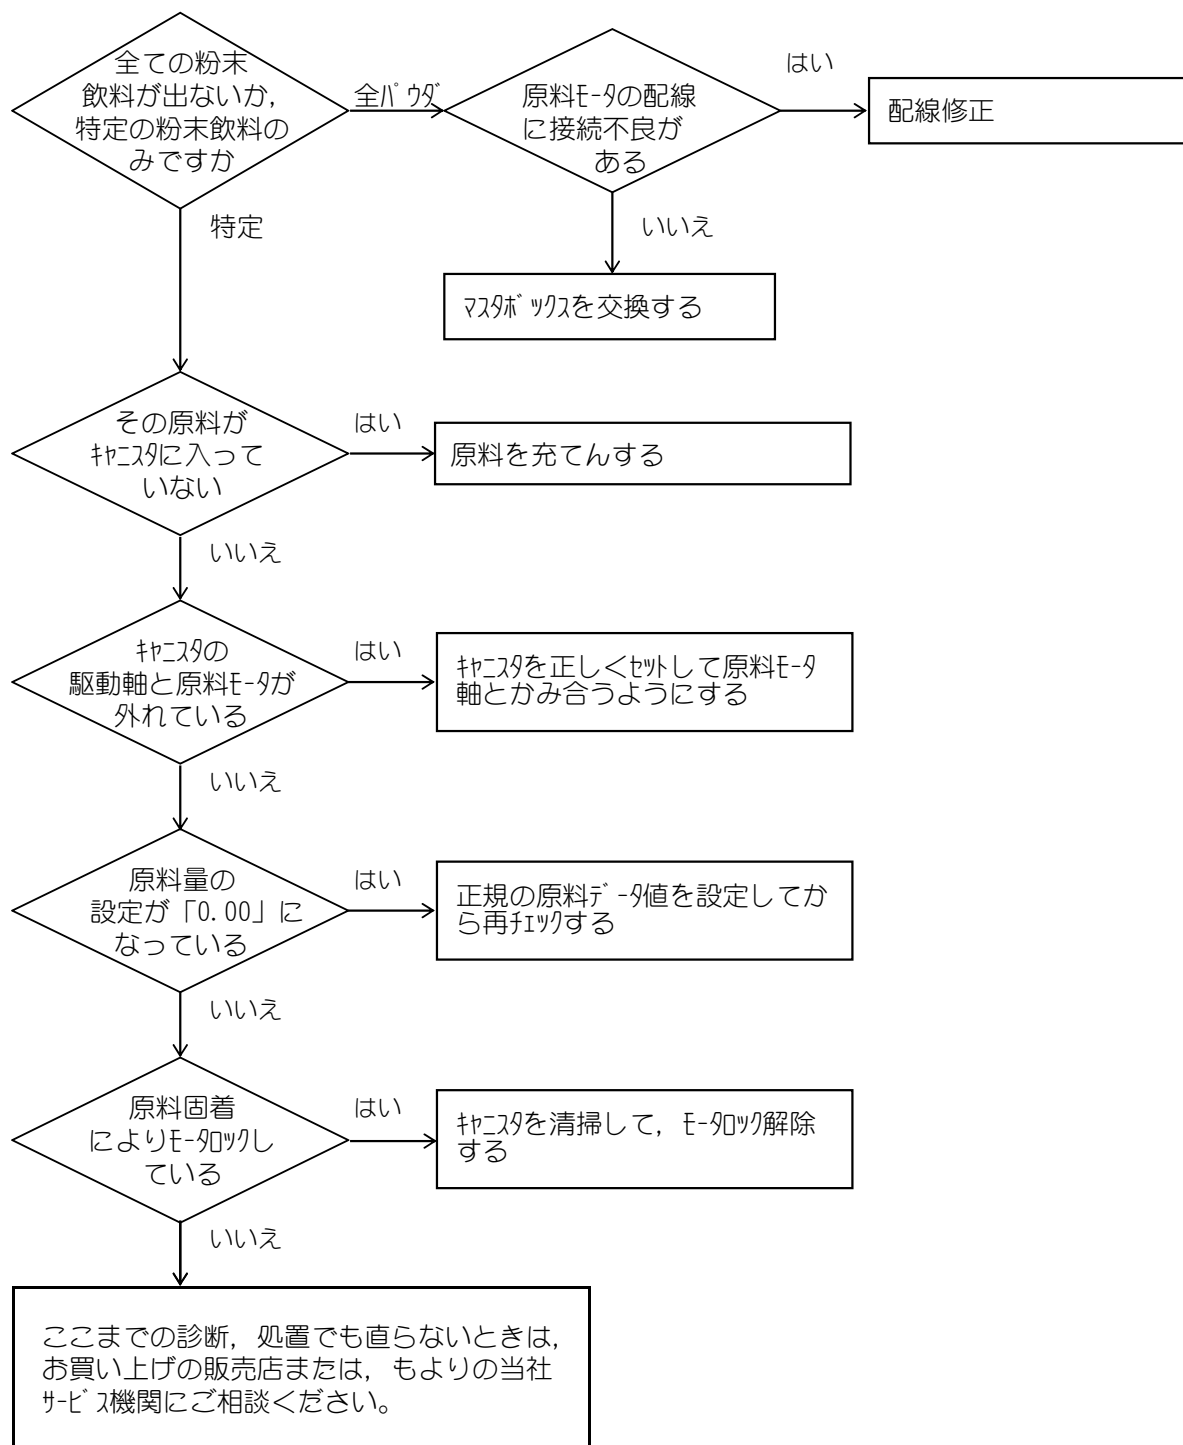 全ての粉末
飲料が出ないか,
特定の粉末飲料の
みですか
全ﾊﾟｳﾀﾞ
原料ﾓｰﾀの配線
に接続不良が
ある
はい
配線修正
特定
いいえ
ﾏｽﾀﾎﾞｯｸｽを交換する
その原料が
ｷｬﾆｽﾀに入って
いない
はい
原料を充てんする
いいえ
ｷｬﾆｽﾀの
駆動軸と原料ﾓｰﾀが
外れている
はい
ｷｬﾆｽﾀを正しくｾｯﾄして原料ﾓｰﾀ
軸とかみ合うようにする
いいえ
原料量の
設定が「0.00」に
なっている
はい
正規の原料ﾃﾞｰﾀ値を設定してか
ら再ﾁｪｯｸする
いいえ
原料固着
によりﾓｰﾀﾛｯｸし
ている
はい
ｷｬﾆｽﾀを清掃して, ﾓｰﾀﾛｯｸ解除
する
いいえ
ここまでの診断, 処置でも直らないときは,
お買い上げの販売店または, もよりの当社
ｻｰﾋﾞｽ機関にご相談ください。